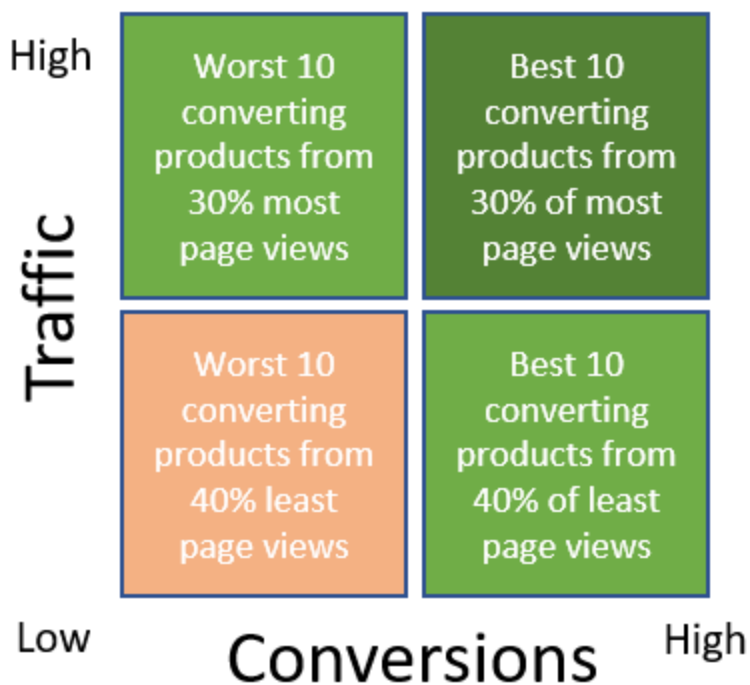 High
Worst 10
converting
products from
30% most
page views
Best 10
converting
products from
30% of most
page views
Traffic
Worst 10
converting
products from
40% least
page views
Best 10
converting
products from
40% of least
page views
Low
Conversions
High